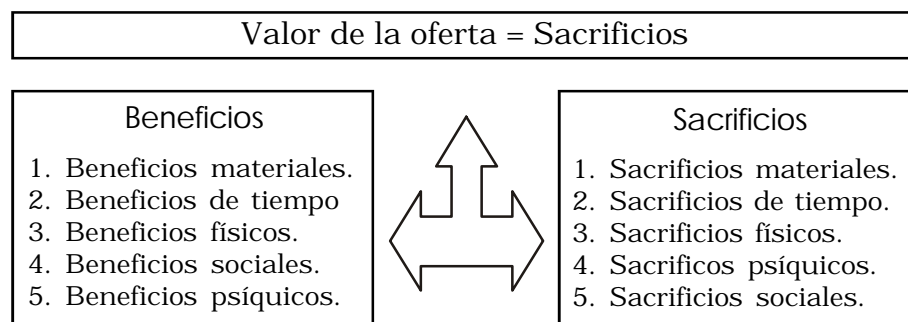 Valor de la oferta = Sacrificios
Beneficios
1. Beneficios materiales.
2. Beneficios de tiempo
3. Beneficios físicos.
4. Beneficios sociales.
5. Beneficios psíquicos.
Sacrificios
1. Sacrificios materiales.
2. Sacrificios de tiempo.
3. Sacrificios físicos.
4. Sacrificos psíquicos.
5. Sacrificios sociales.